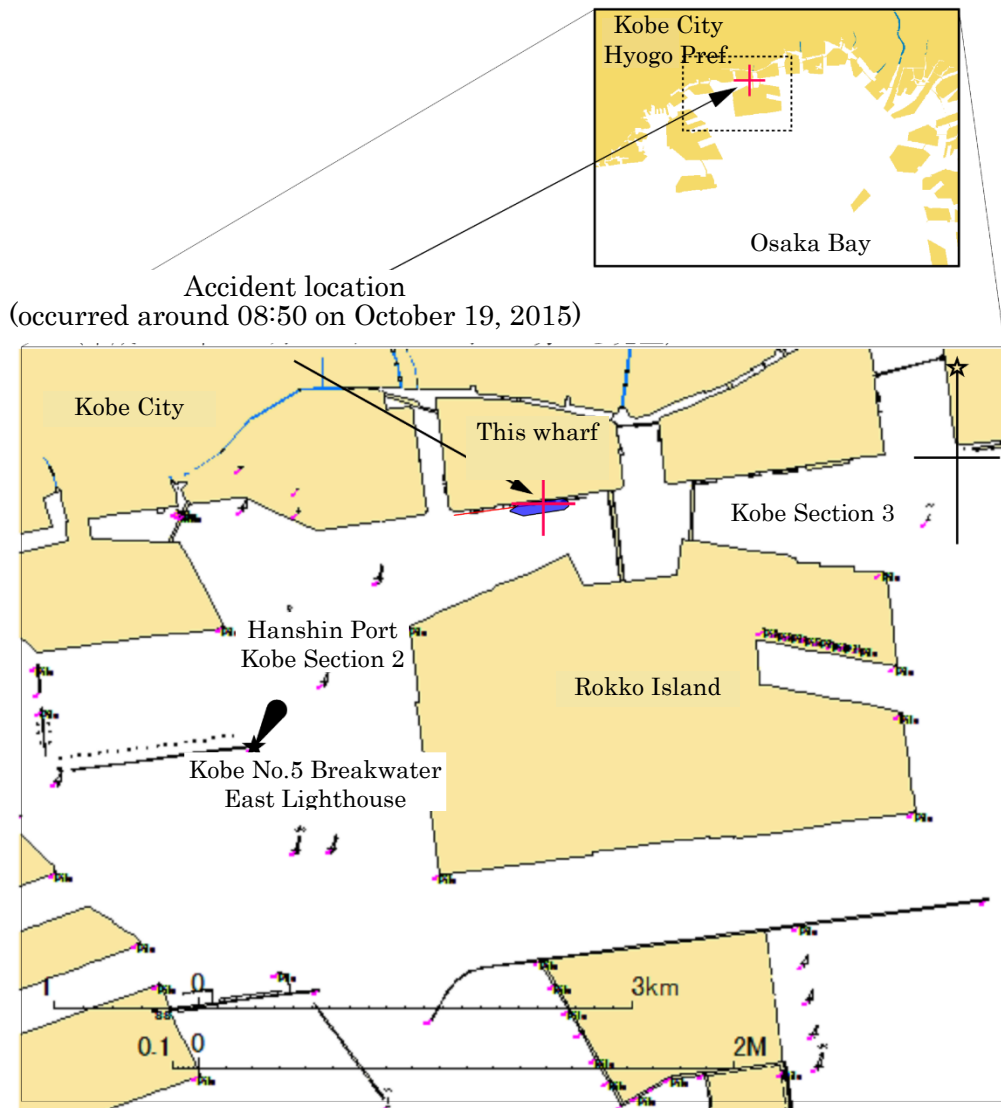 Kobe City
Hyogo Pref.
Osaka Bay
Accident location
(occurred around 08:50 on October 19, 2015)
Kobe City
This wharf
Kobe Section 3
Hanshin Port
Kobe Section 2
Rokko Island
Kobe No.5 Breakwater
East Lighthouse
1 0 3km
0.1 0 2M